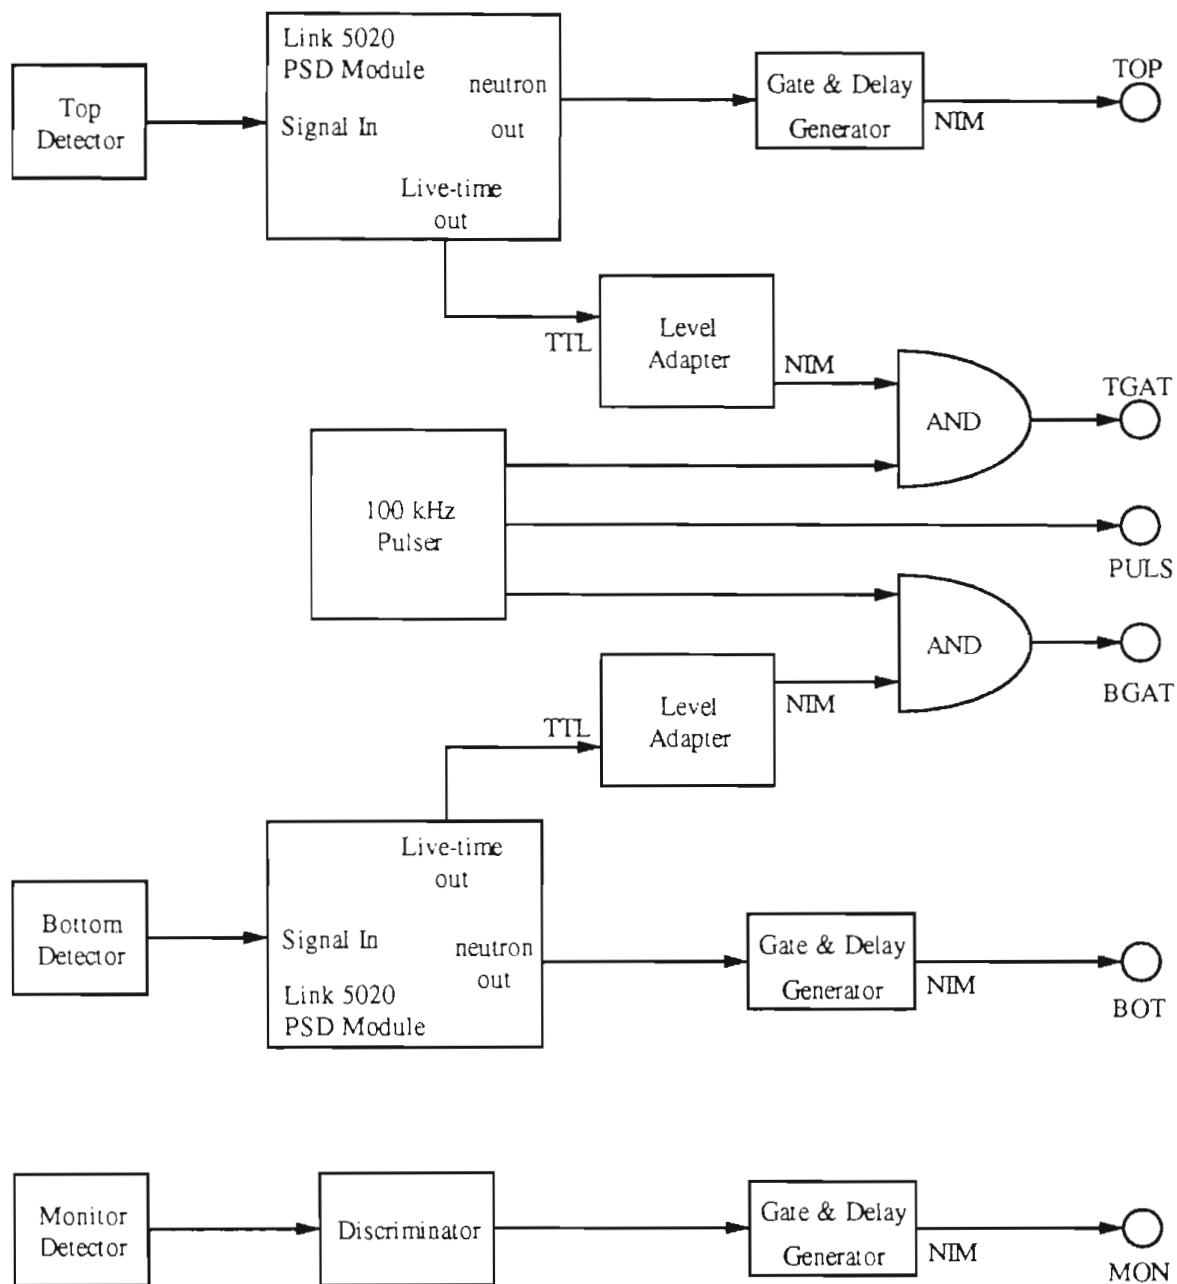 Link 5020
PSD Module
neutron
out
Signal In
Live-time
out
Top
Detector
Gate & Delay
Generator
NIM
TOP
TTL
Level
Adapter
NIM
AND
TGAT
100 kHz
Pulser
PULS
AND
BGAT
TTL
Level
Adapter
NIM
Live-time
out
Bottom
Detector
Signal In
neutron
out
Link 5020
PSD Module
Gate & Delay
Generator
NIM
BOT
Monitor
Detector
Discriminator
Gate & Delay
Generator
NIM
MON